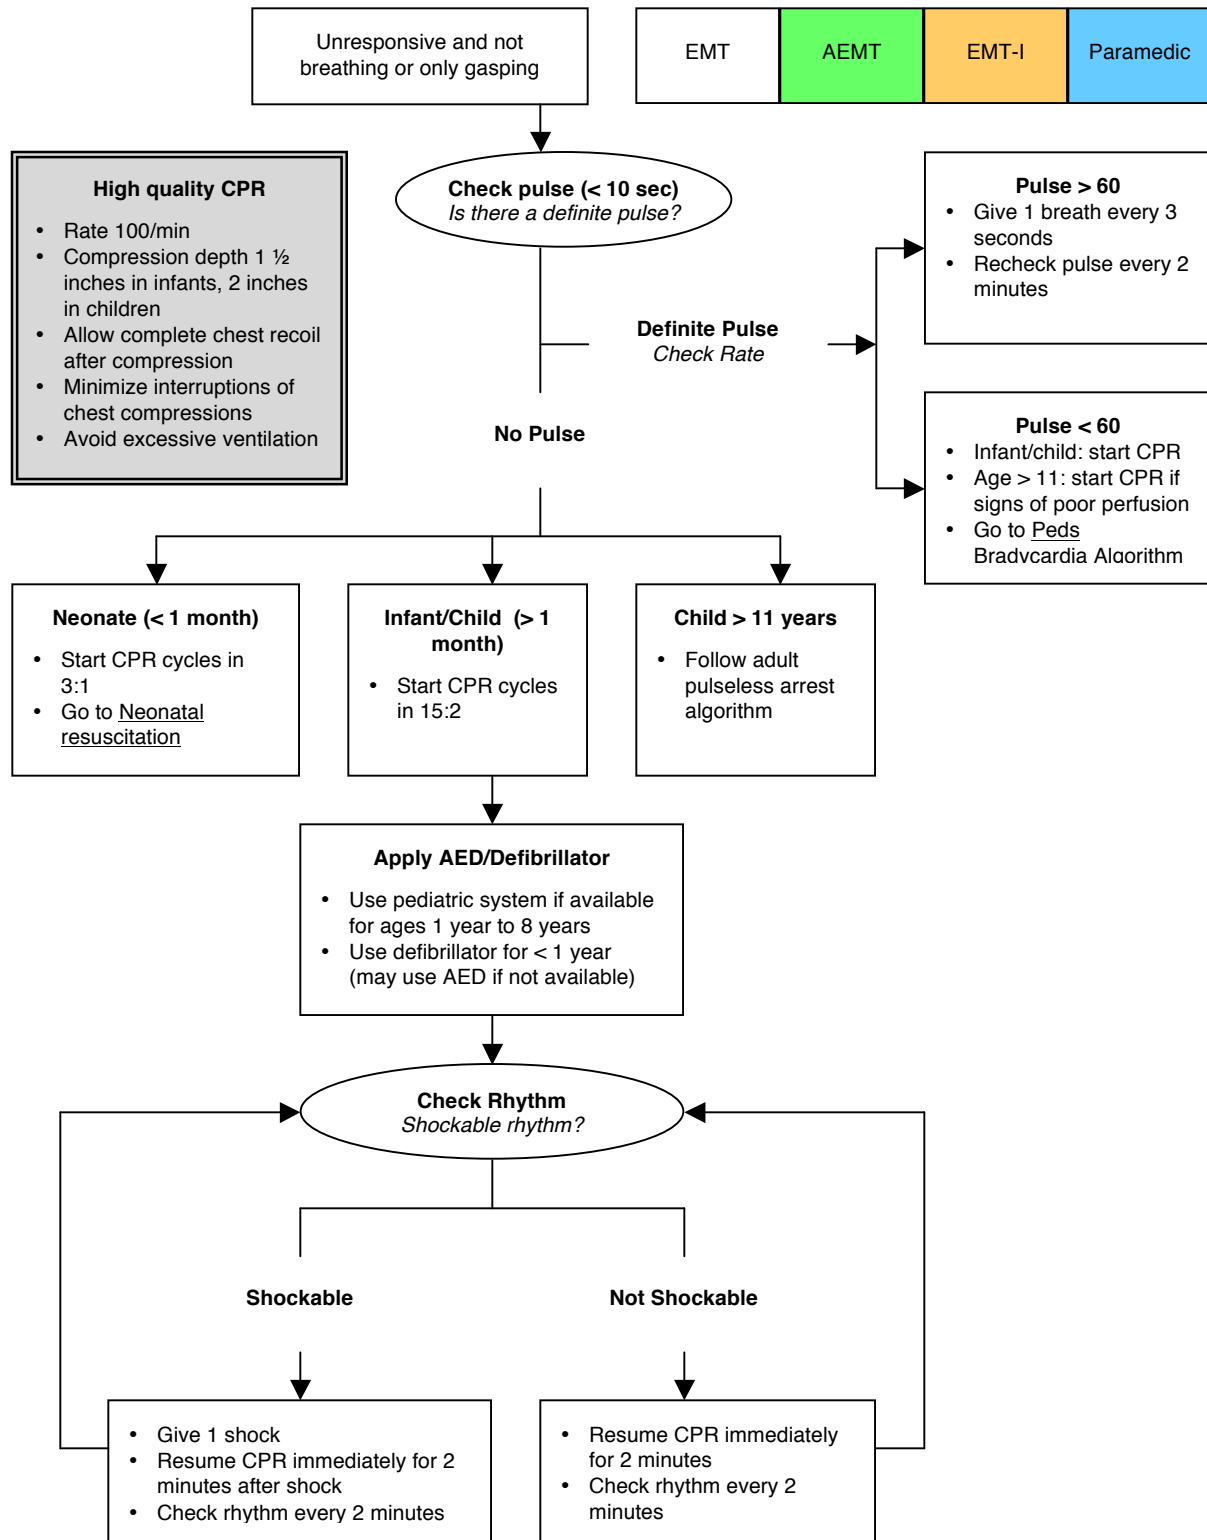 Unresponsive and not
breathing or only gasping
EMT
AEMT
EMT-I
Paramedic
High quality CPR
• Rate 100/min
• Compression depth 1 ½
inches in infants, 2 inches
in children
• Allow complete chest recoil
after compression
• Minimize interruptions of
chest compressions
• Avoid excessive ventilation
Check pulse (< 10 sec)
Is there a definite pulse?
Pulse > 60
• Give 1 breath every 3
seconds
• Recheck pulse every 2
minutes
Definite Pulse
Check Rate
Pulse < 60
• Infant/child: start CPR
• Age > 11: start CPR if
signs of poor perfusion
• Go to Peds
Bradycardia Algorithm
No Pulse
Neonate (< 1 month)
• Start CPR cycles in
3:1
• Go to Neonatal
resuscitation
Infant/Child (> 1
month)
• Start CPR cycles
in 15:2
Child > 11 years
• Follow adult
pulseless arrest
algorithm
Apply AED/Defibrillator
• Use pediatric system if available
for ages 1 year to 8 years
• Use defibrillator for < 1 year
(may use AED if not available)
Check Rhythm
Shockable rhythm?
Shockable
Not Shockable
• Give 1 shock
• Resume CPR immediately for 2
minutes after shock
• Check rhythm every 2 minutes
• Resume CPR immediately
for 2 minutes
• Check rhythm every 2
minutes